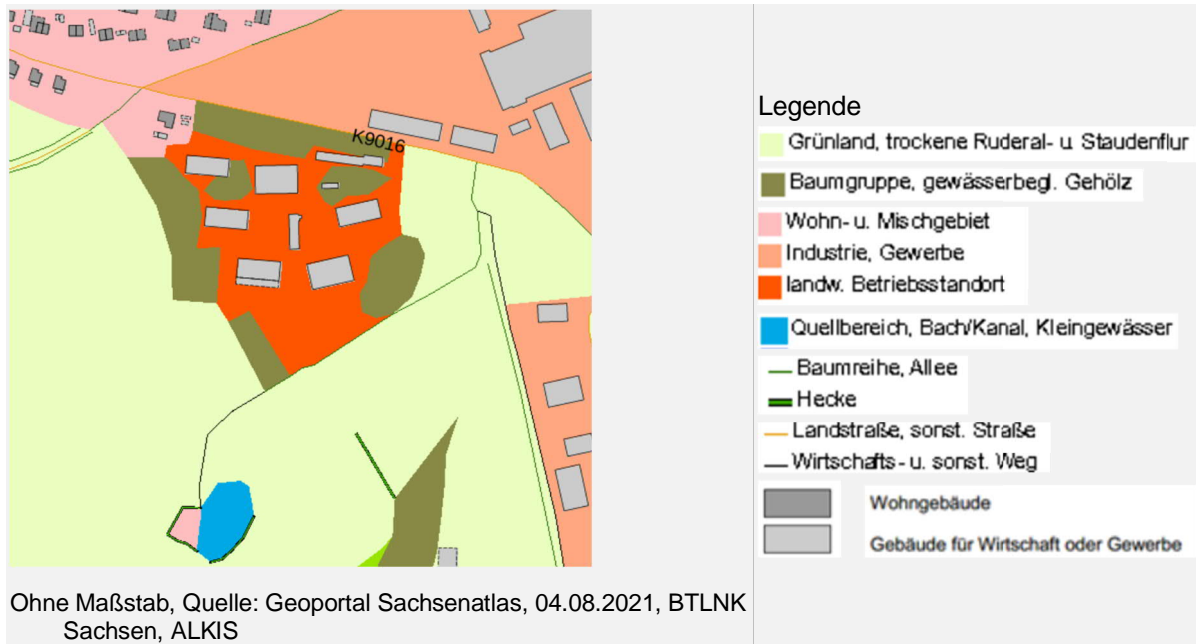 K9016
Legende
Grünland, trockene Ruderal- u. Staudenflur
Baumgruppe, gewässerbegl. Gehölz
Wohn- u. Mischgebiet
Industrie, Gewerbe
landw. Betriebsstandort
Quellbereich, Bach/Kanal, Kleingewässer
Baumreihe, Allee
Hecke
Landstraße, sonst. Straße
Wirtschafts- u. sonst. Weg
Wohngebäude
Gebäude für Wirtschaft oder Gewerbe
Ohne Maßstab, Quelle: Geoportal Sachsenatlas, 04.08.2021, BTLNK
Sachsen, ALKIS